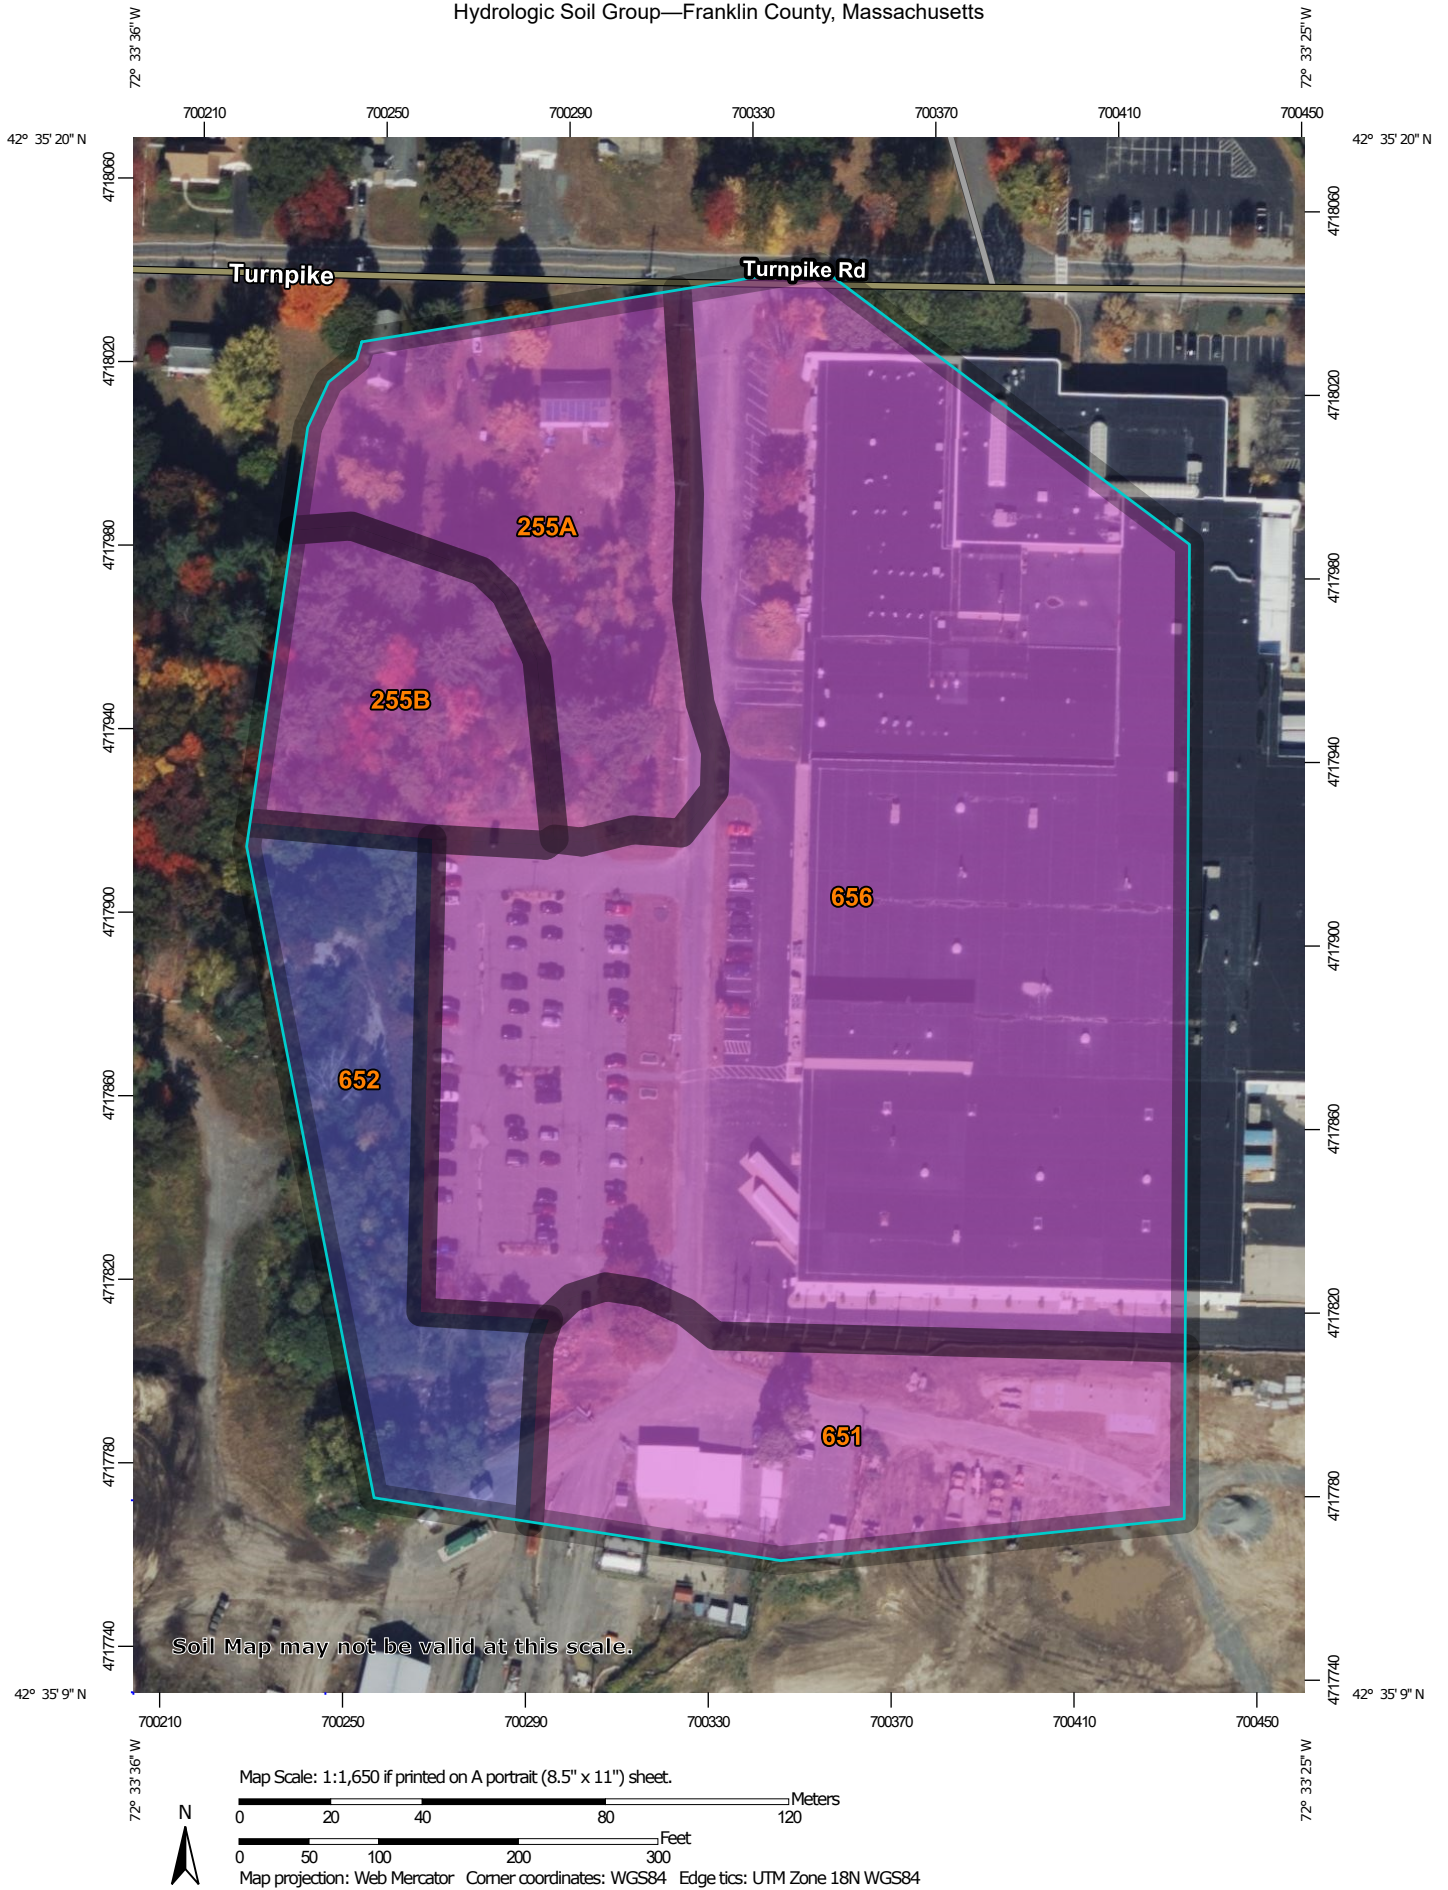 Hydrologic Soil Group—Franklin County, Massachusetts
72° 33' 36'' W
72° 33' 25'' W
700210 700250 700290 700330 700370 700410 700450
42° 35' 20'' N
42° 35' 20'' N
4718060
4718060
Turnpike
Turnpike Rd
4718020
4718020
255A
4717980
4717980
255B
4717940
4717940
656
4717900
4717900
652
4717860
4717860
4717820
4717820
651
4717780
4717780
Soil Map may not be valid at this scale.
4717740
4717740
42° 35' 9'' N
42° 35' 9'' N
700210 700250 700290 700330 700370 700410 700450
72° 33' 36'' W
72° 33' 25'' W
Map Scale: 1:1,650 if printed on A portrait (8.5" x 11") sheet.
Meters
0 20 40 80 120
N
Feet
0 50 100 200 300
Map projection: Web Mercator Corner coordinates: WGS84 Edge tics: UTM Zone 18N WGS84